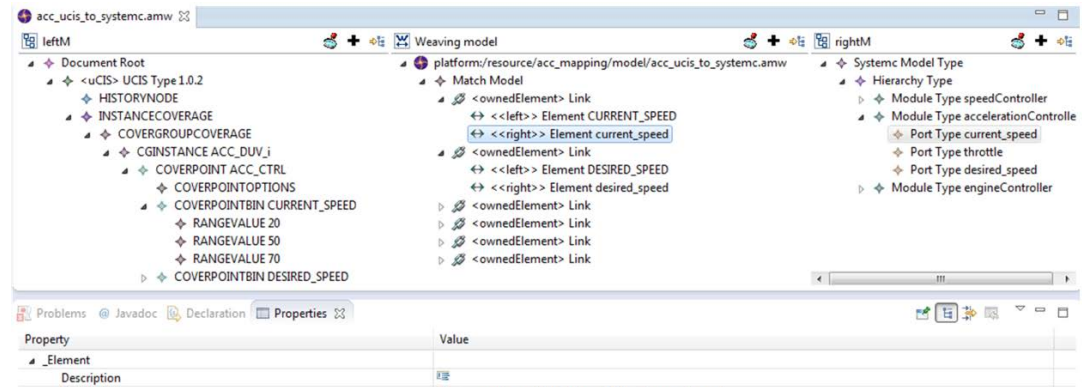 acc_ucis_to_systemc.amw
leftM
Document Root
<uCIS> UCIS Type 1.0.2
HISTORYNODE
INSTANCECOVERAGE
COVERGROUPCOVERAGE
CGINSTANCE ACC_DUV_i
COVERPOINT ACC_CTRL
COVERPOINTOPTIONS
COVERPOINTBIN CURRENT_SPEED
RANGEVALUE 20
RANGEVALUE 50
RANGEVALUE 70
COVERPOINTBIN DESIRED_SPEED
Weaving model
platform:/resource/acc_mapping/model/acc_ucis_to_systemc.amw
Match Model
<ownedElement> Link
<<left>> Element CURRENT_SPEED
<<right>> Element current_speed
<ownedElement> Link
<<left>> Element DESIRED_SPEED
<<right>> Element desired_speed
<ownedElement> Link
<ownedElement> Link
<ownedElement> Link
<ownedElement> Link
rightM
Systemc Model Type
Hierarchy Type
Module Type speedController
Module Type accelerationControlle
Port Type current_speed
Port Type throttle
Port Type desired_speed
Module Type engineController
Problems @ Javadoc Declaration Properties
Property Value
_Element
Description